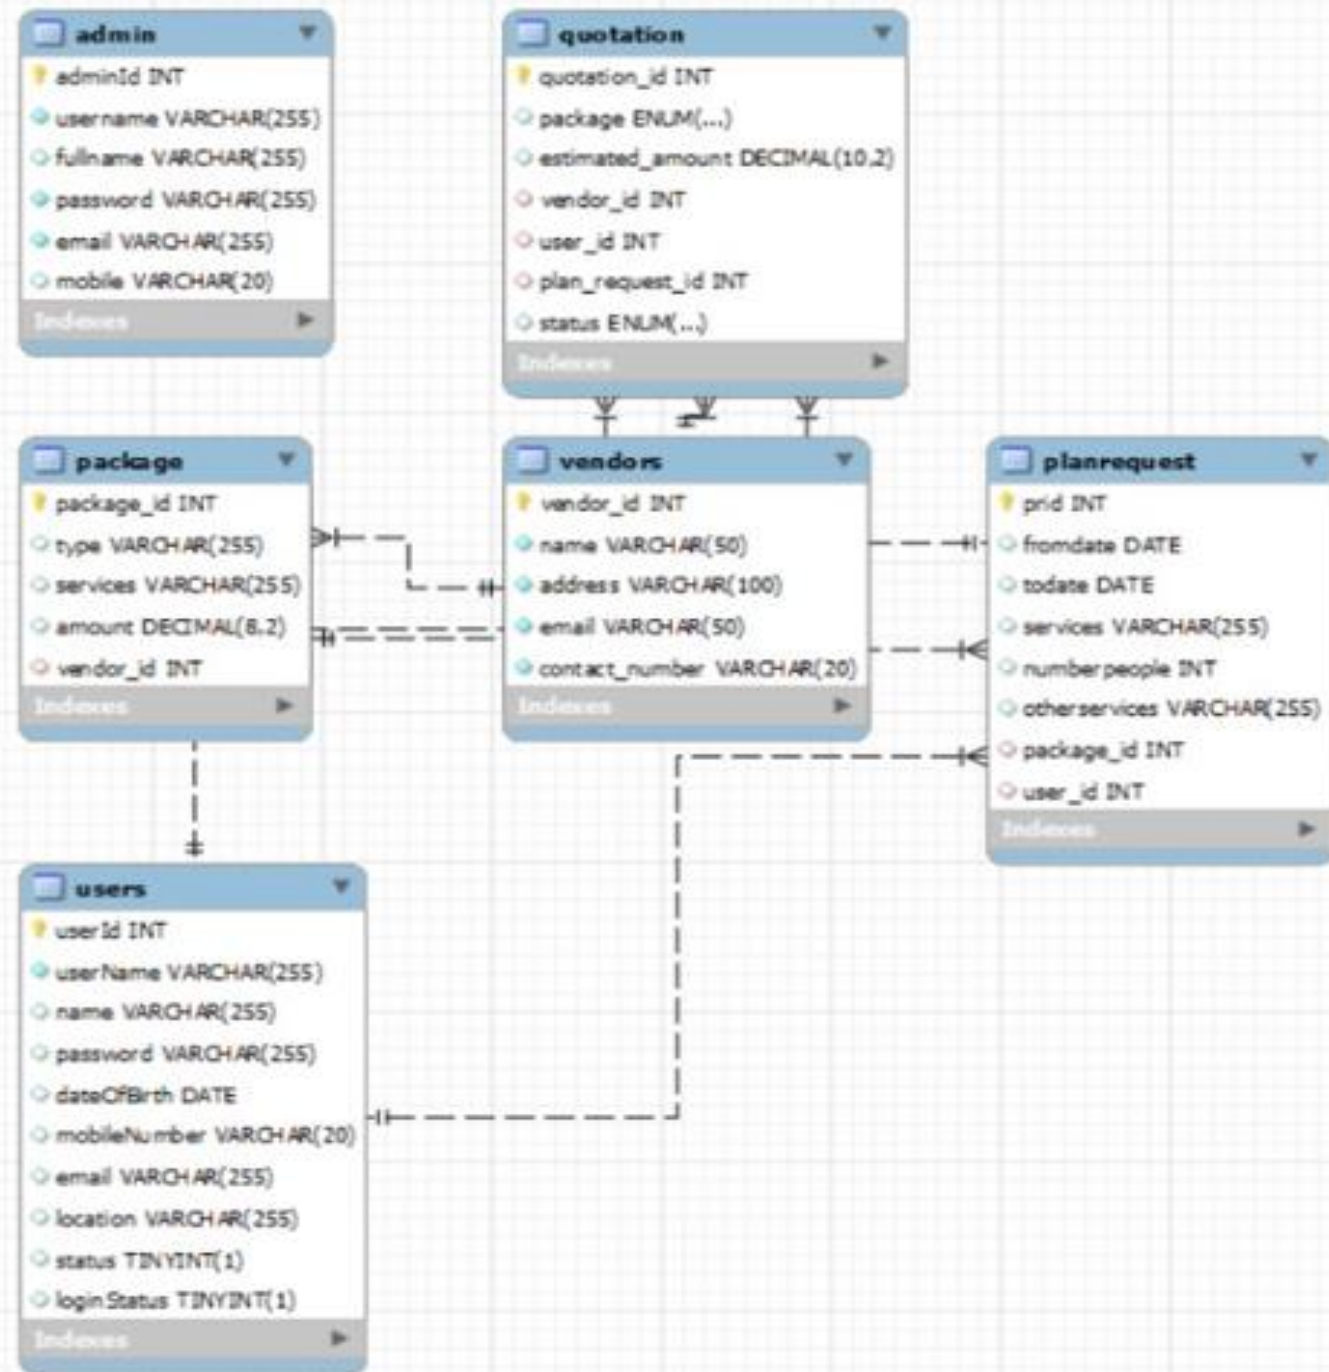 admin
adminId INT
username VARCHAR(255)
fullname VARCHAR(255)
password VARCHAR(255)
email VARCHAR(255)
mobile VARCHAR(20)
Indexes
quotation
quotation_id INT
package ENUM(...)
estimated_amount DECIMAL(10,2)
vendor_id INT
user_id INT
plan_request_id INT
status ENUM(...)
Indexes
package
package_id INT
type VARCHAR(255)
services VARCHAR(255)
amount DECIMAL(8,2)
vendor_id INT
Indexes
vendors
vendor_id INT
name VARCHAR(50)
address VARCHAR(100)
email VARCHAR(50)
contact_number VARCHAR(20)
Indexes
planrequest
prid INT
fromdate DATE
todate DATE
services VARCHAR(255)
numberpeople INT
otherservices VARCHAR(255)
package_id INT
user_id INT
Indexes
users
userId INT
userName VARCHAR(255)
name VARCHAR(255)
password VARCHAR(255)
dateOfBirth DATE
mobileNumber VARCHAR(20)
email VARCHAR(255)
location VARCHAR(255)
status TINYINT(1)
loginStatus TINYINT(1)
Indexes